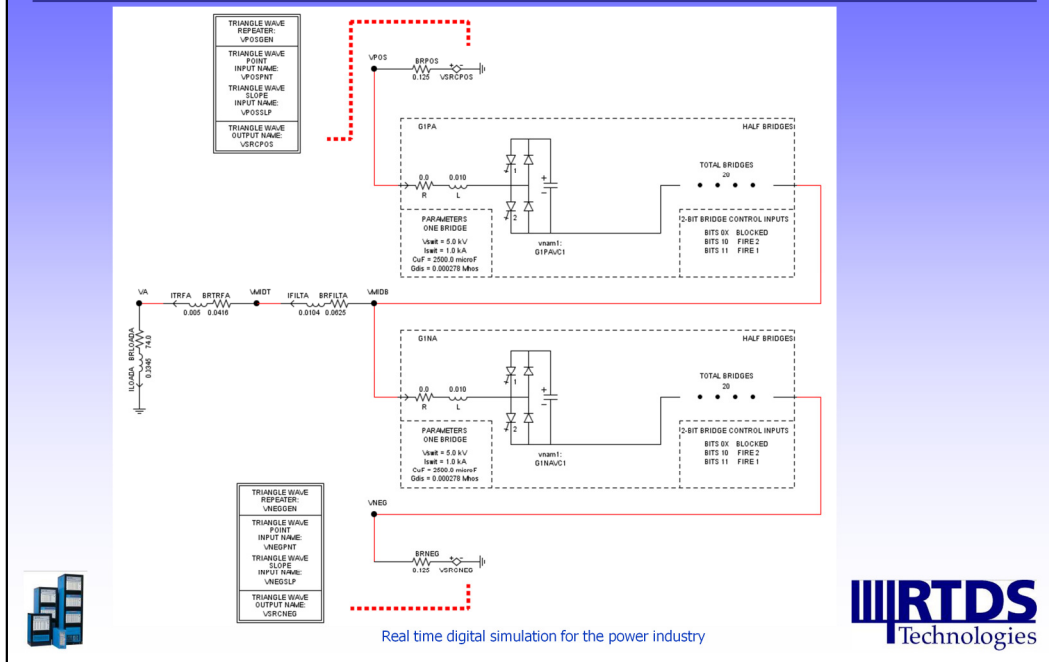 TRIANGLE WAVE
REPEATER:
VPOSGEN
TRIANGLE WAVE
POINT
INPUT NAME:
VPOSPNT
TRIANGLE WAVE
SLOPE
INPUT NAME:
VPOSSLP
TRIANGLE WAVE
OUTPUT NAME:
VSRCPOS
VPOS
BRPOS
0.125
+ -
VSRCPOS
G1PA
HALF BRIDGES
0.0
R
0.010
L
1
2
+
−
TOTAL BRIDGES
20
PARAMETERS
ONE BRIDGE
Vswit = 5.0 kV
Iswit = 1.0 kA
CuF = 2500.0 microF
Gdis = 0.000278 Mhos
vnam1:
G1PAVC1
2-BIT BRIDGE CONTROL INPUTS
BITS 0X BLOCKED
BITS 10 FIRE 2
BITS 11 FIRE 1
VA
ITRFA BRTRFA
0.005 0.0416
VMIDT
IFILTA BRFILTA
0.0104 0.0625
VMIDB
ILOADA BRLOADA
0.3345 74.0
G1NA
HALF BRIDGES
0.0
R
0.010
L
1
2
+
−
TOTAL BRIDGES
20
PARAMETERS
ONE BRIDGE
Vswit = 5.0 kV
Iswit = 1.0 kA
CuF = 2500.0 microF
Gdis = 0.000278 Mhos
vnam1:
G1NAVC1
2-BIT BRIDGE CONTROL INPUTS
BITS 0X BLOCKED
BITS 10 FIRE 2
BITS 11 FIRE 1
TRIANGLE WAVE
REPEATER:
VNEGGEN
TRIANGLE WAVE
POINT
INPUT NAME:
VNEGPNT
TRIANGLE WAVE
SLOPE
INPUT NAME:
VNEGSLP
TRIANGLE WAVE
OUTPUT NAME:
VSRCNEG
VNEG
BRNEG
0.125
+ -
VSRCNEG
Real time digital simulation for the power industry
RTDS
Technologies